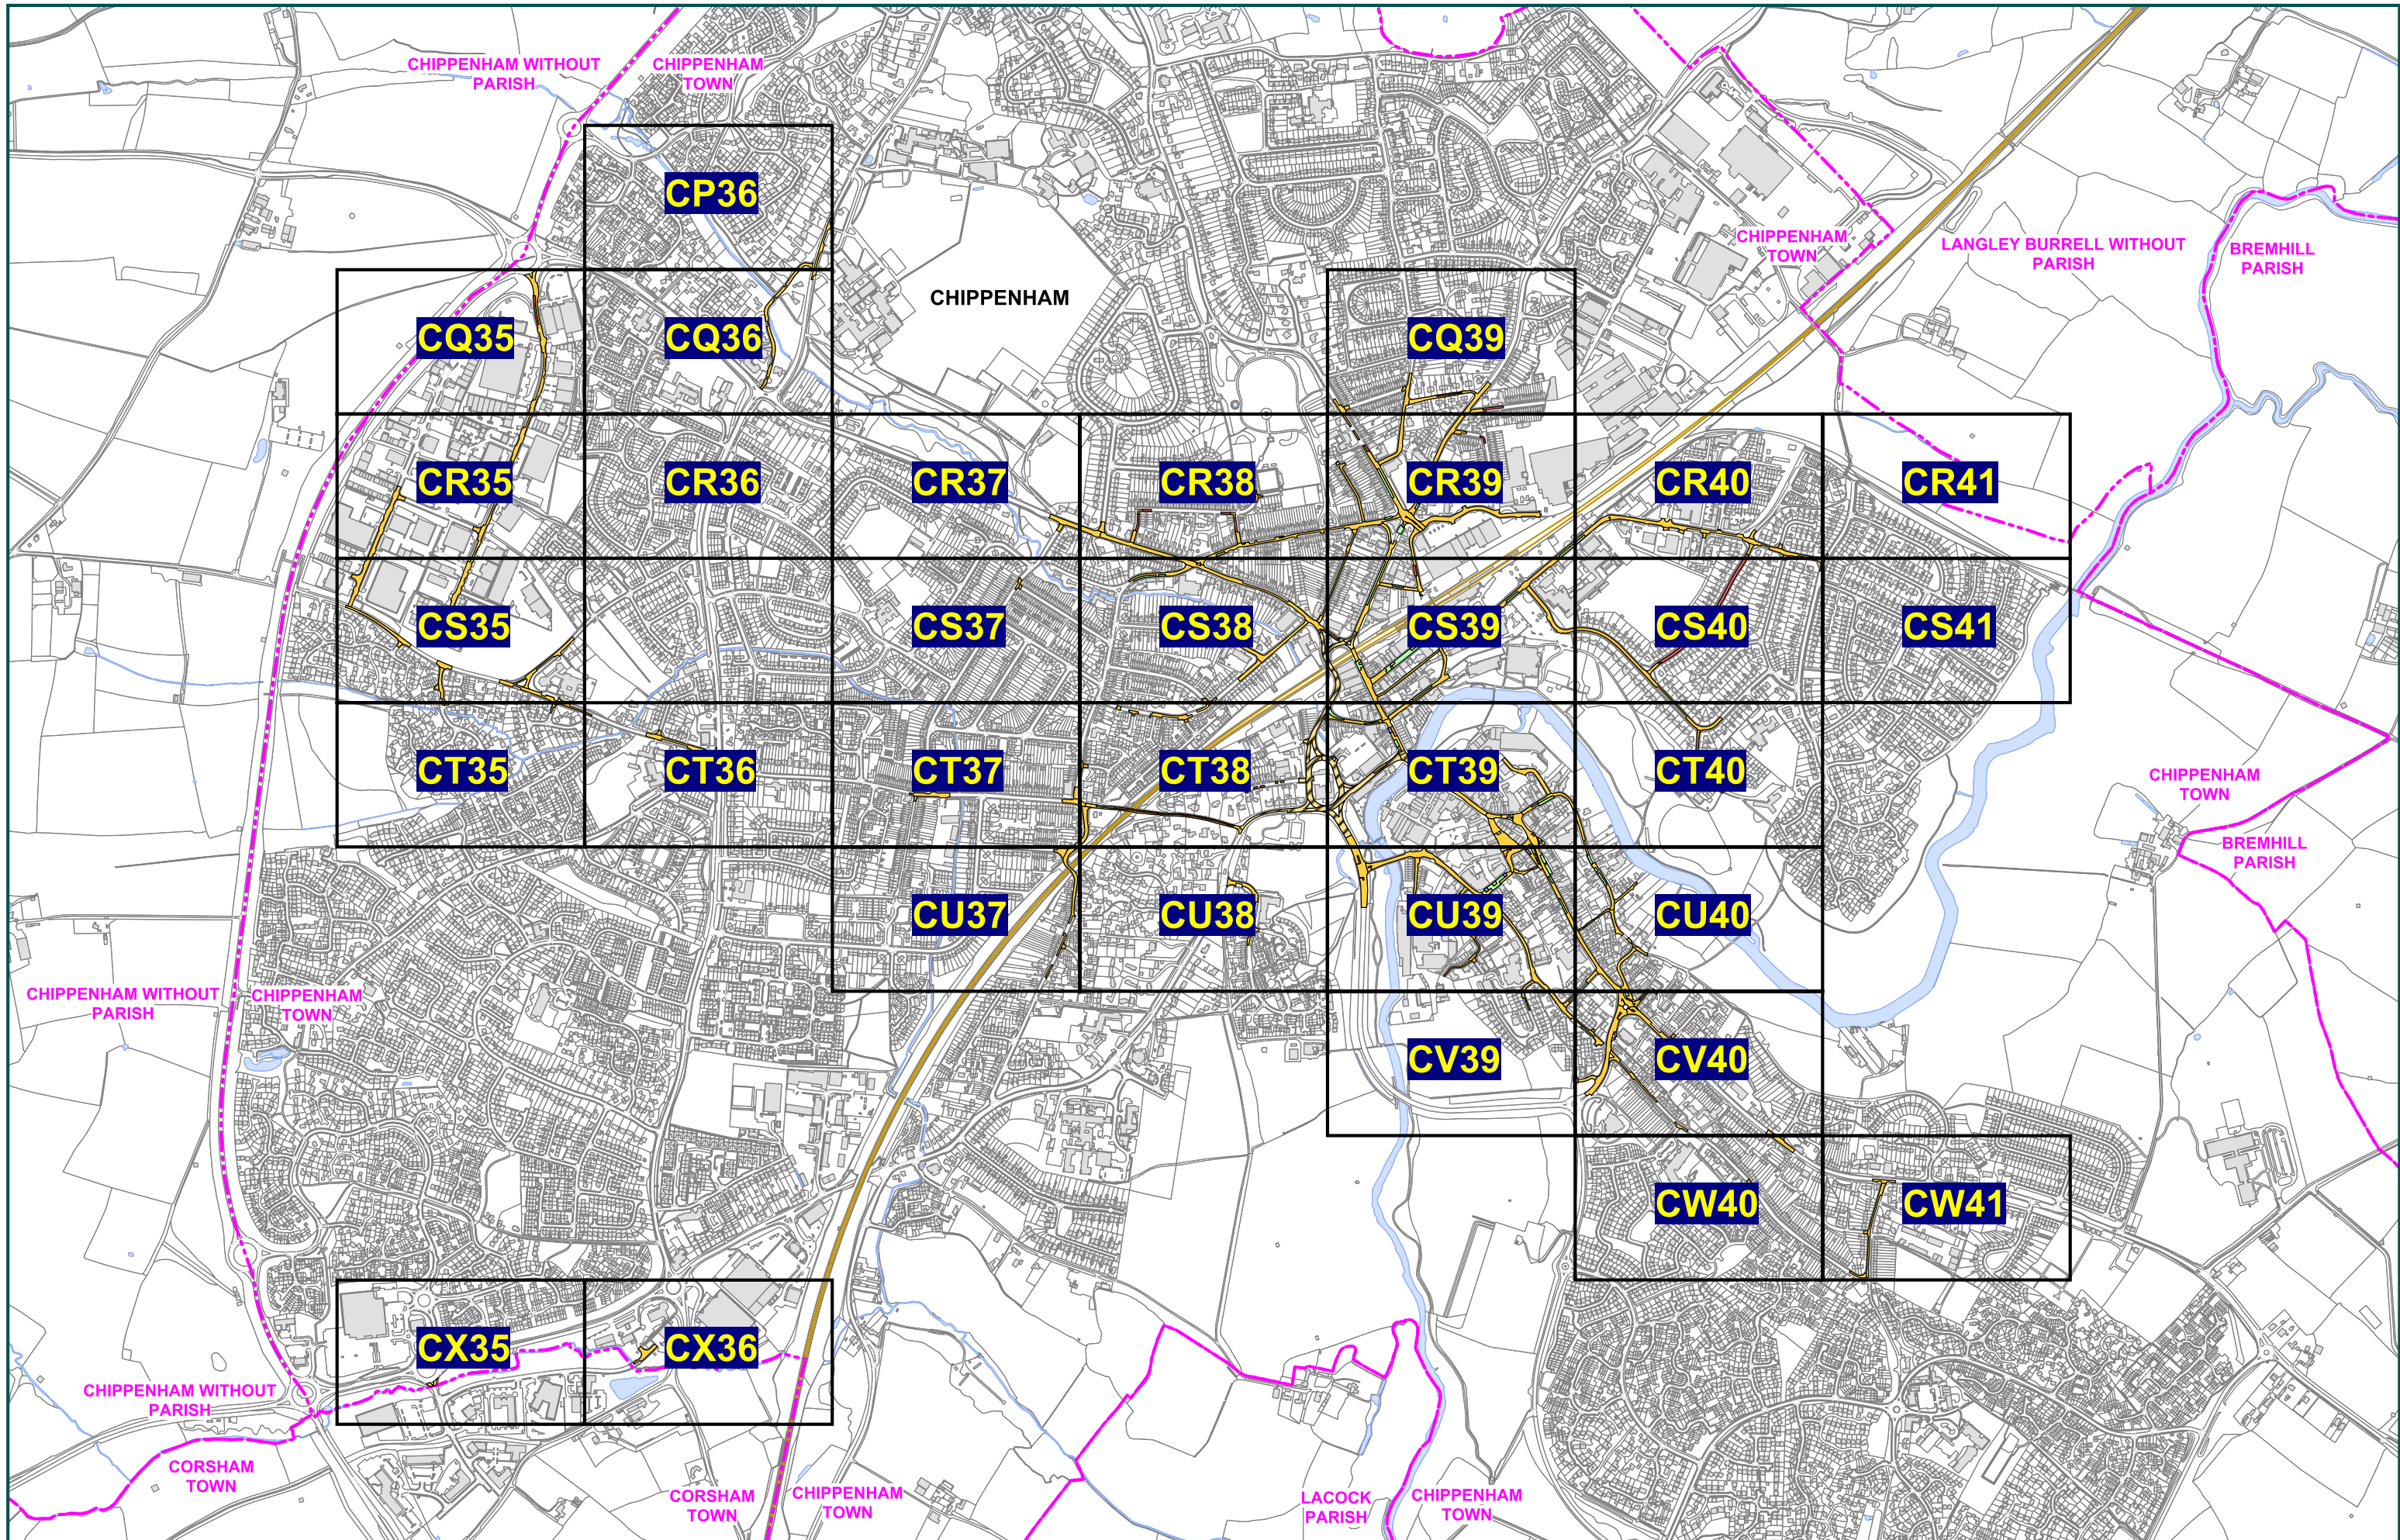 CHIPPENHAM WITHOUT
PARISH
CHIPPENHAM
TOWN
CP36
CHIPPENHAM
TOWN
LANGLEY BURRELL WITHOUT
PARISH
BREMHILL
PARISH
CHIPPENHAM
CQ35
CQ36
CQ39
CR35
CR36
CR37
CR38
CR39
CR40
CR41
CS35
CS37
CS38
CS39
CS40
CS41
CT35
CT36
CT37
CT38
CT39
CT40
CHIPPENHAM
TOWN
BREMHILL
PARISH
CU37
CU38
CU39
CU40
CHIPPENHAM WITHOUT
PARISH
CHIPPENHAM
TOWN
CV39
CV40
CW40
CW41
CX35
CX36
CHIPPENHAM WITHOUT
PARISH
CORSHAM
TOWN
CORSHAM
TOWN
CHIPPENHAM
TOWN
LACOCK
PARISH
CHIPPENHAM
TOWN